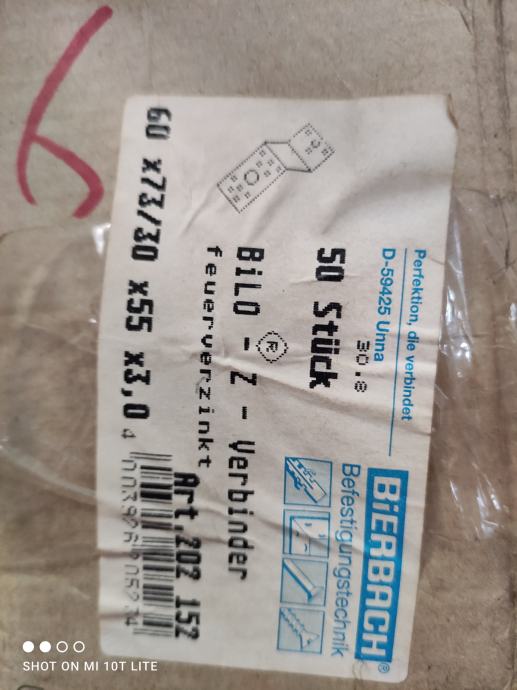 BiERBACH®
Befestigungstechnik
Perfektion, die verbindet
D-59425 Unna
30.8
50 Stück
BiLO ® - Z - Verbinder
feuerverzinkt
Art.202 152
60 x73/30 x55 x3,0
SHOT ON MI 10T LITE